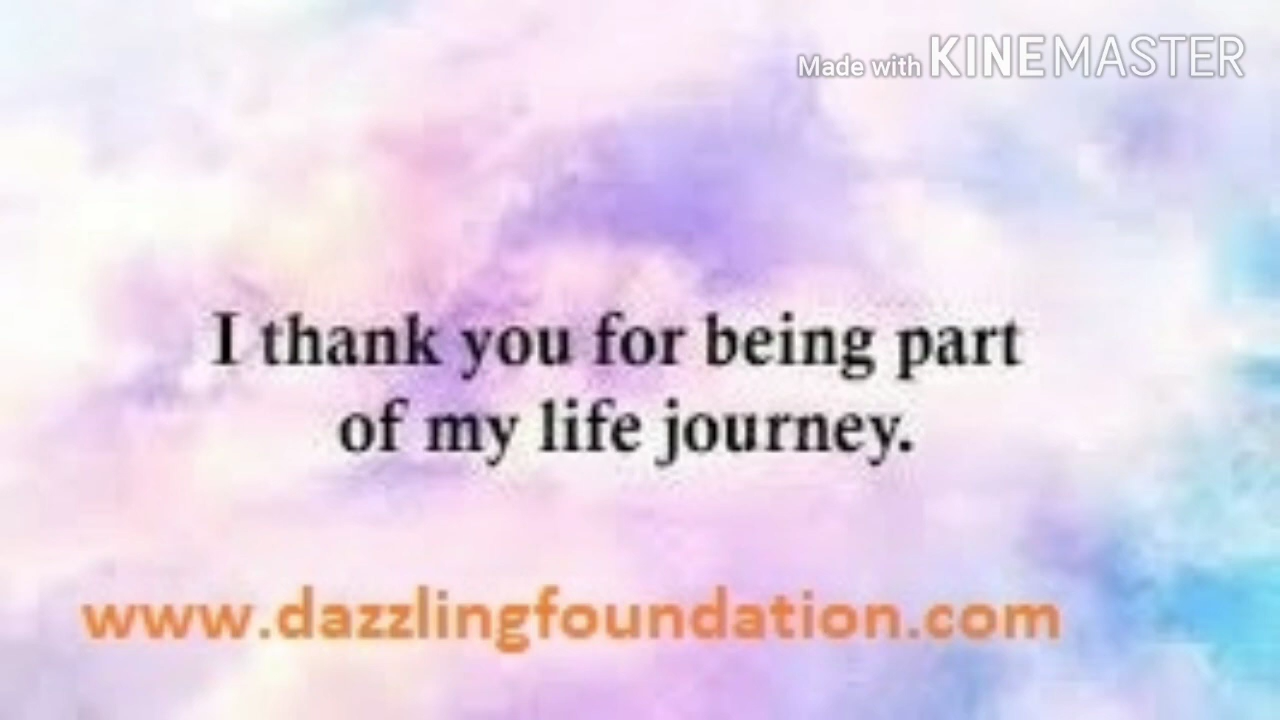 Made with KINEMASTER
I thank you for being part
of my life journey.
www.dazzlingfoundation.com